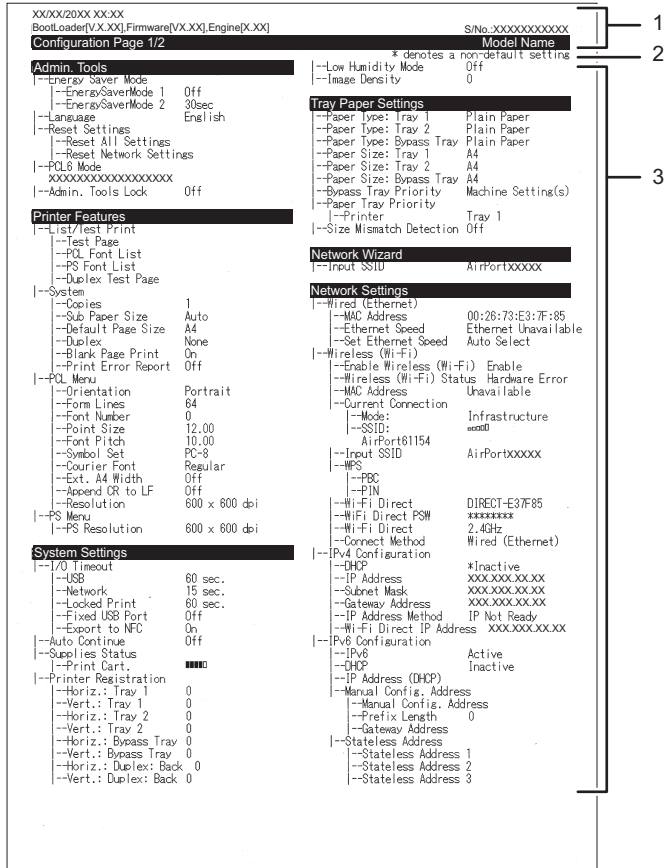 XX/XX/20XX XX:XX
BootLoader[V.X.XX],Firmware[VX.XX],Engine[X.XX]
S/No.:XXXXXXXXXXX
1
Configuration Page 1/2 Model Name
* denotes a non-default setting
2
Admin. Tools
|--Energy Saver Mode
|--EnergySaverMode 1 Off
|--EnergySaverMode 2 30sec
|--Language English
|--Reset Settings
|--Reset All Settings
|--Reset Network Settings
|--PCL6 Mode
XXXXXXXXXXXXXXXXXX
|--Admin. Tools Lock Off
Printer Features
|--List/Test Print
|--Test Page
|--PCL Font List
|--PS Font List
|--Duplex Test Page
|--System
|--Copies 1
|--Sub Paper Size Auto
|--Default Page Size A4
|--Duplex None
|--Blank Page Print On
|--Print Error Report Off
|--PCL Menu
|--Orientation Portrait
|--Form Lines 64
|--Font Number 0
|--Point Size 12.00
|--Font Pitch 10.00
|--Symbol Set PC-8
|--Courier Font Regular
|--Ext. A4 Width Off
|--Append CR to LF Off
|--Resolution 600 x 600 dpi
|--PS Menu
|--PS Resolution 600 x 600 dpi
System Settings
|--I/O Timeout
|--USB 60 sec.
|--Network 15 sec.
|--Locked Print 60 sec.
|--Fixed USB Port Off
|--Export to NFC On
|--Auto Continue Off
|--Supplies Status
|--Print Cart.
|--Printer Registration
|--Horiz.: Tray 1 0
|--Vert.: Tray 1 0
|--Horiz.: Tray 2 0
|--Vert.: Tray 2 0
|--Horiz.: Bypass Tray 0
|--Vert.: Bypass Tray 0
|--Horiz.: Duplex: Back 0
|--Vert.: Duplex: Back 0
|--Low Humidity Mode Off
|--Image Density 0
Tray Paper Settings
|--Paper Type: Tray 1 Plain Paper
|--Paper Type: Tray 2 Plain Paper
|--Paper Type: Bypass Tray Plain Paper
|--Paper Size: Tray 1 A4
|--Paper Size: Tray 2 A4
|--Paper Size: Bypass Tray A4
|--Bypass Tray Priority Machine Setting(s)
|--Paper Tray Priority
|--Printer Tray 1
|--Size Mismatch Detection Off
Network Wizard
|--Input SSID AirPortXXXXX
Network Settings
|--Wired (Ethernet)
|--MAC Address 00:26:73:E3:7F:85
|--Ethernet Speed Ethernet Unavailable
|--Set Ethernet Speed Auto Select
|--Wireless (Wi-Fi)
|--Enable Wireless (Wi-Fi) Enable
|--Wireless (Wi-Fi) Status Hardware Error
|--MAC Address Unavailable
|--Current Connection
|--Mode: Infrastructure
|--SSID:
AirPort61154
|--Input SSID AirPortXXXXX
|--WPS
|--PBC
|--PIN
|--Wi-Fi Direct DIRECT-E37F85
|--WiFi Direct PSW ********
|--Wi-Fi Direct 2.4GHz
|--Connect Method Wired (Ethernet)
|--IPv4 Configuration
|--DHCP *Inactive
|--IP Address XXX.XXX.XX.XX
|--Subnet Mask XXX.XXX.XX.XX
|--Gateway Address XXX.XXX.XX.XX
|--IP Address Method IP Not Ready
|--Wi-Fi Direct IP Address XXX.XXX.XX.XX
|--IPv6 Configuration
|--IPv6 Active
|--DHCP Inactive
|--IP Address (DHCP)
|--Manual Config. Address
|--Manual Config. Address
|--Prefix Length 0
|--Gateway Address
|--Stateless Address
|--Stateless Address 1
|--Stateless Address 2
|--Stateless Address 3
3